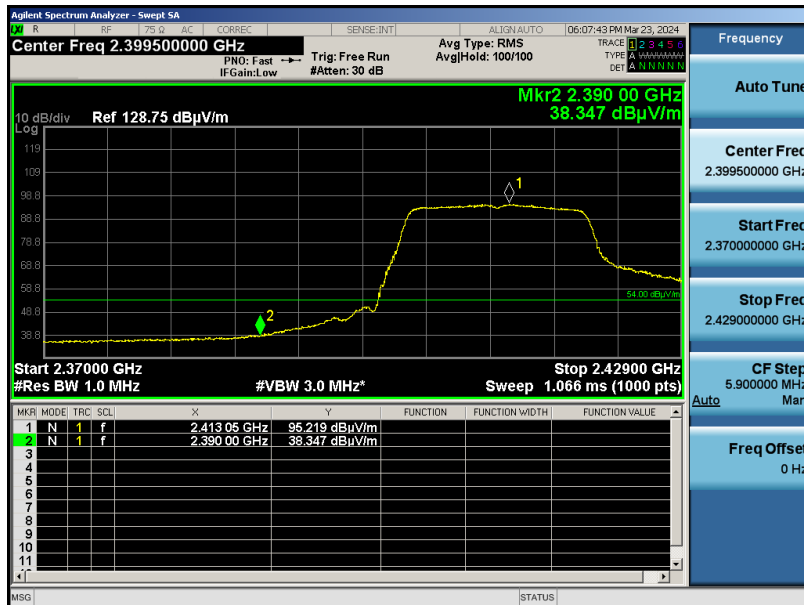 Agilent Spectrum Analyzer - Swept SA
LXI R RF 75 Ω AC CORREC SENSE:INT ALIGN AUTO 06:07:43 PM Mar 23, 2024
Center Freq 2.399500000 GHz
PNO: Fast
IFGain:Low
Trig: Free Run
#Atten: 30 dB
Avg Type: RMS
Avg|Hold: 100/100
TRACE 1 2 3 4 5 6
TYPE A WWWWW
DET A N N N N N
Mkr2 2.390 00 GHz
38.347 dBµV/m
10 dB/div Ref 128.75 dBµV/m
Log
119
109
98.8
88.8
78.8
68.8
58.8
48.8
38.8
1
2
54.00 dBµV/m
Start 2.37000 GHz Stop 2.42900 GHz
#Res BW 1.0 MHz #VBW 3.0 MHz* Sweep 1.066 ms (1000 pts)
MKR MODE TRC SCL X Y FUNCTION FUNCTION WIDTH FUNCTION VALUE
1 N 1 f 2.413 05 GHz 95.219 dBµV/m
2 N 1 f 2.390 00 GHz 38.347 dBµV/m
3
4
5
6
7
8
9
10
11
MSG STATUS
Frequency
Auto Tune
Center Freq
2.399500000 GHz
Start Freq
2.370000000 GHz
Stop Freq
2.429000000 GHz
CF Step
5.900000 MHz
Auto Man
Freq Offset
0 Hz